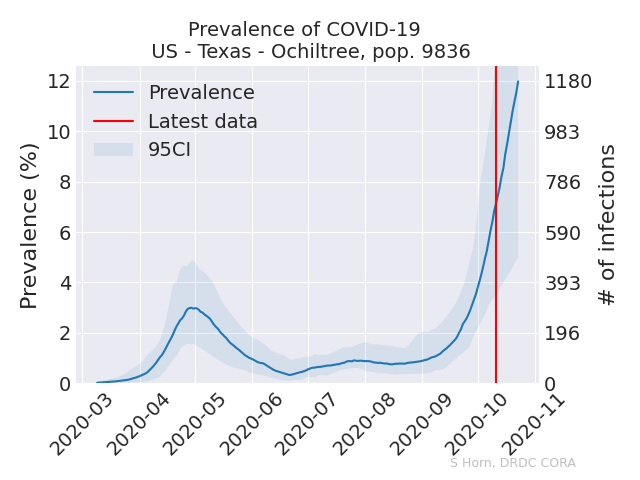 Prevalence of COVID-19
US - Texas - Ochiltree, pop. 9836
Prevalence
Latest data
95CI
Prevalence (%)
12
10
8
6
4
2
0
1180
983
786
590
393
196
0
# of infections
2020-03
2020-04
2020-05
2020-06
2020-07
2020-08
2020-09
2020-10
2020-11
S Horn, DRDC CORA